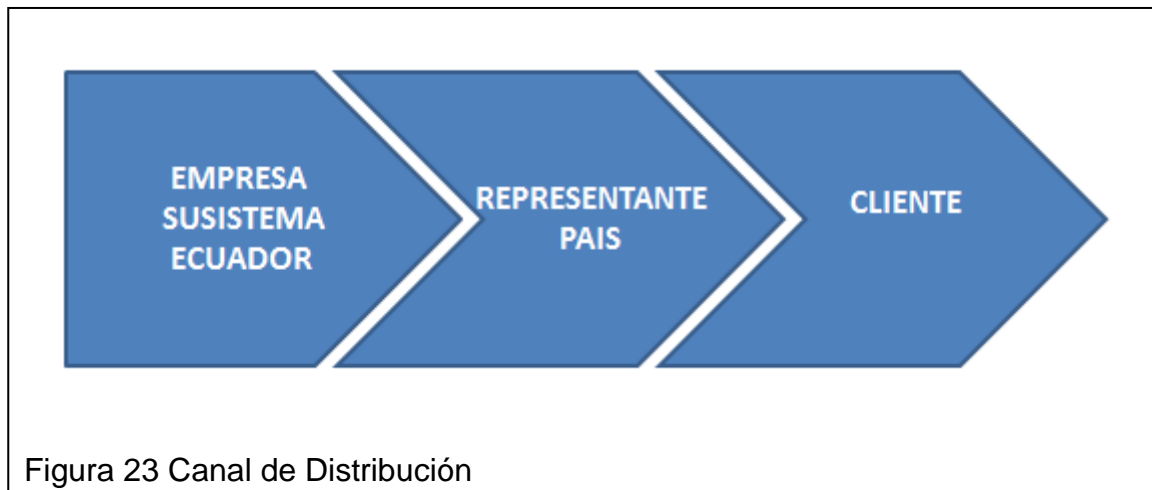 EMPRESA
SUSISTEMA
ECUADOR
REPRESENTANTE
PAIS
CLIENTE
Figura 23 Canal de Distribución